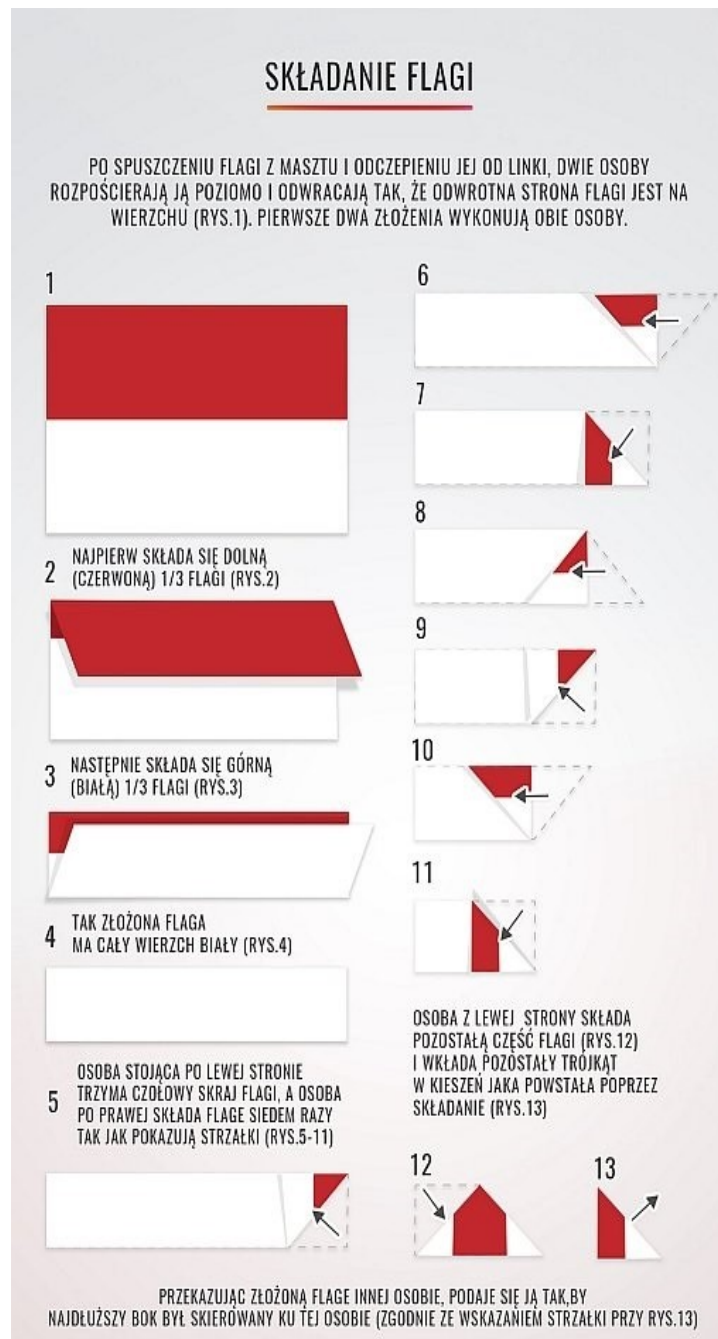 SKŁADANIE FLAGI
PO SPUSZCZENIU FLAGI Z MASZTU I ODCZEPIENIU JEJ OD LINKI, DWIE OSOBY
ROZPOŚCIERAJĄ JĄ POZIOMO I ODWRACAJĄ TAK, ŻE ODWROTNA STRONA FLAGI JEST NA
WIERZCHU (RYS.1). PIERWSZE DWA ZŁOŻENIA WYKONUJĄ OBIE OSOBY.
1
2 NAJPIERW SKŁADA SIĘ DOLNĄ
(CZERWONĄ) 1/3 FLAGI (RYS.2)
3 NASTĘPNIE SKŁADA SIĘ GÓRNĄ
(BIAŁĄ) 1/3 FLAGI (RYS.3)
4 TAK ZŁOŻONA FLAGA
MA CAŁY WIERZCH BIAŁY (RYS.4)
5 OSOBA STOJĄCA PO LEWEJ STRONIE
TRZYMA CZOŁOWY SKRAJ FLAGI, A OSOBA
PO PRAWEJ SKŁADA FLAGE SIEDEM RAZY
TAK JAK POKAZUJĄ STRZAŁKI (RYS.5-11)
6
7
8
9
10
11
OSOBA Z LEWEJ STRONY SKŁADA
POZOSTAŁĄ CZĘŚĆ FLAGI (RYS.12)
I WKŁADA POZOSTAŁY TRÓJKĄT
W KIESZEŃ JAKA POWSTAŁA POPRZEZ
SKŁADANIE (RYS.13)
12
13
PRZEKAZUJĄC ZŁOŻONĄ FLAGE INNEJ OSOBIE, PODAJE SIĘ JĄ TAK,BY
NAJDŁUŻSZY BOK BYŁ SKIEROWANY KU TEJ OSOBIE (ZGODNIE ZE WSKAZANIEM STRZAŁKI PRZY RYS.13)